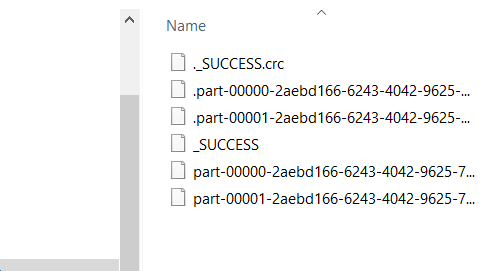 Name
._SUCCESS.crc
.part-00000-2aebd166-6243-4042-9625-...
.part-00001-2aebd166-6243-4042-9625-...
_SUCCESS
part-00000-2aebd166-6243-4042-9625-7...
part-00001-2aebd166-6243-4042-9625-7...